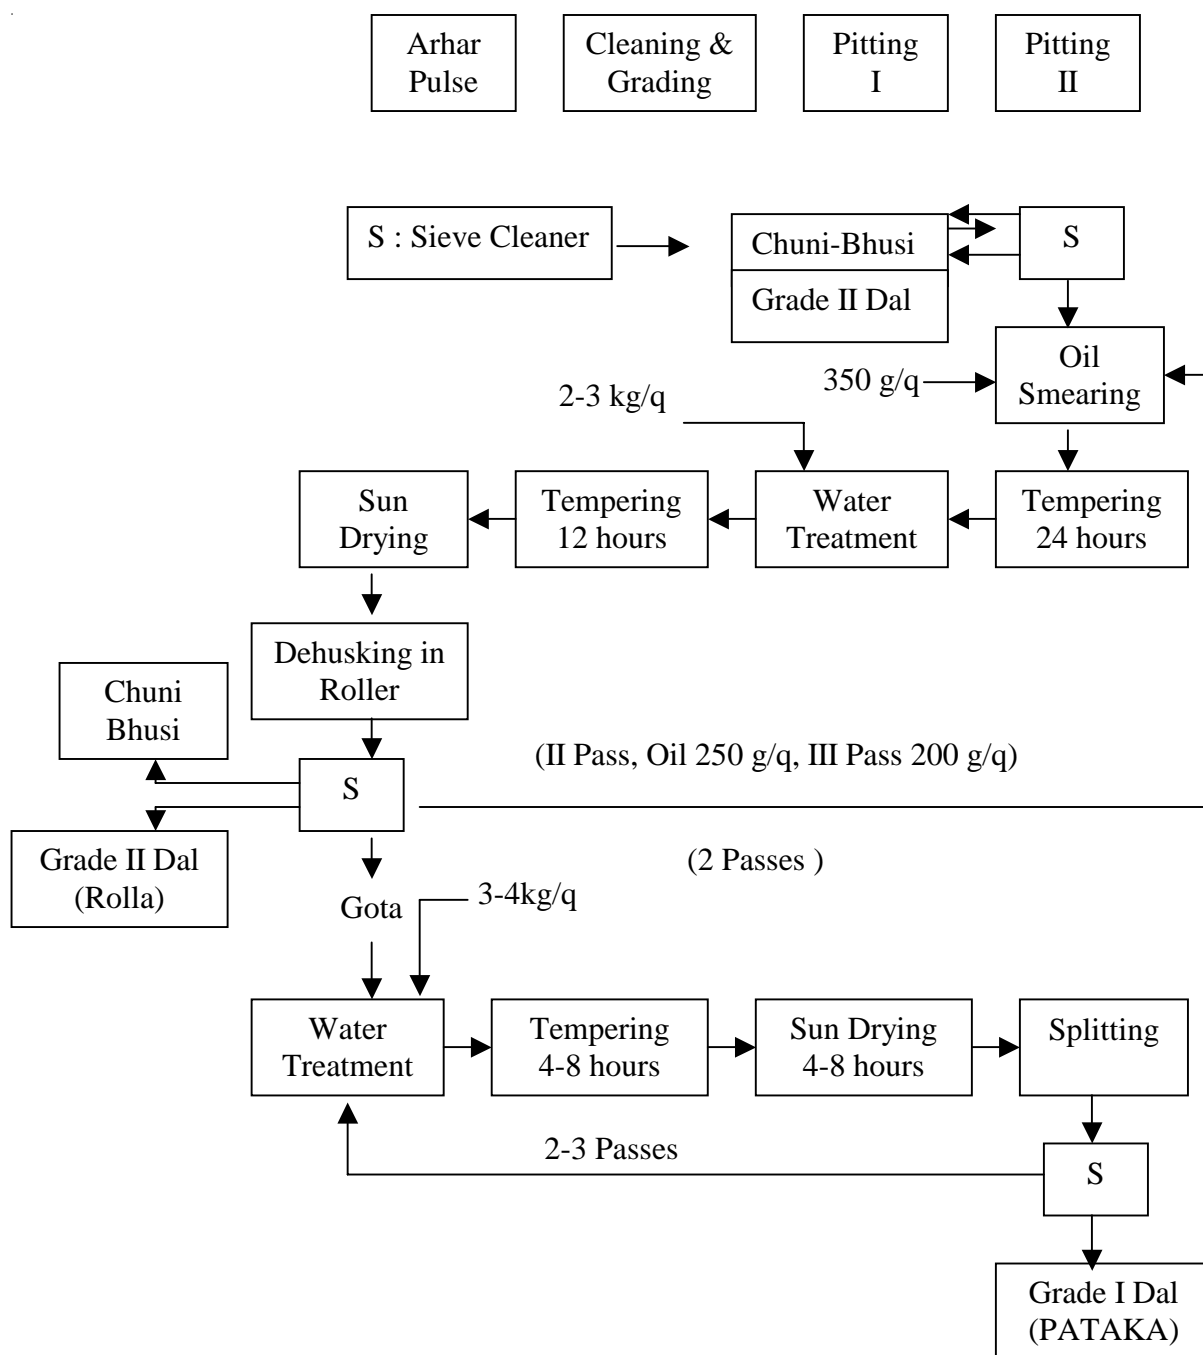 Arhar
Pulse
Cleaning &
Grading
Pitting
I
Pitting
II
S : Sieve Cleaner
Chuni-Bhusi
Grade II Dal
S
Oil
Smearing
350 g/q
2-3 kg/q
Sun
Drying
Tempering
12 hours
Water
Treatment
Tempering
24 hours
Dehusking in
Roller
Chuni
Bhusi
S
(II Pass, Oil 250 g/q, III Pass 200 g/q)
Grade II Dal
(Rolla)
(2 Passes )
Gota
3-4kg/q
Water
Treatment
Tempering
4-8 hours
Sun Drying
4-8 hours
Splitting
2-3 Passes
S
Grade I Dal
(PATAKA)